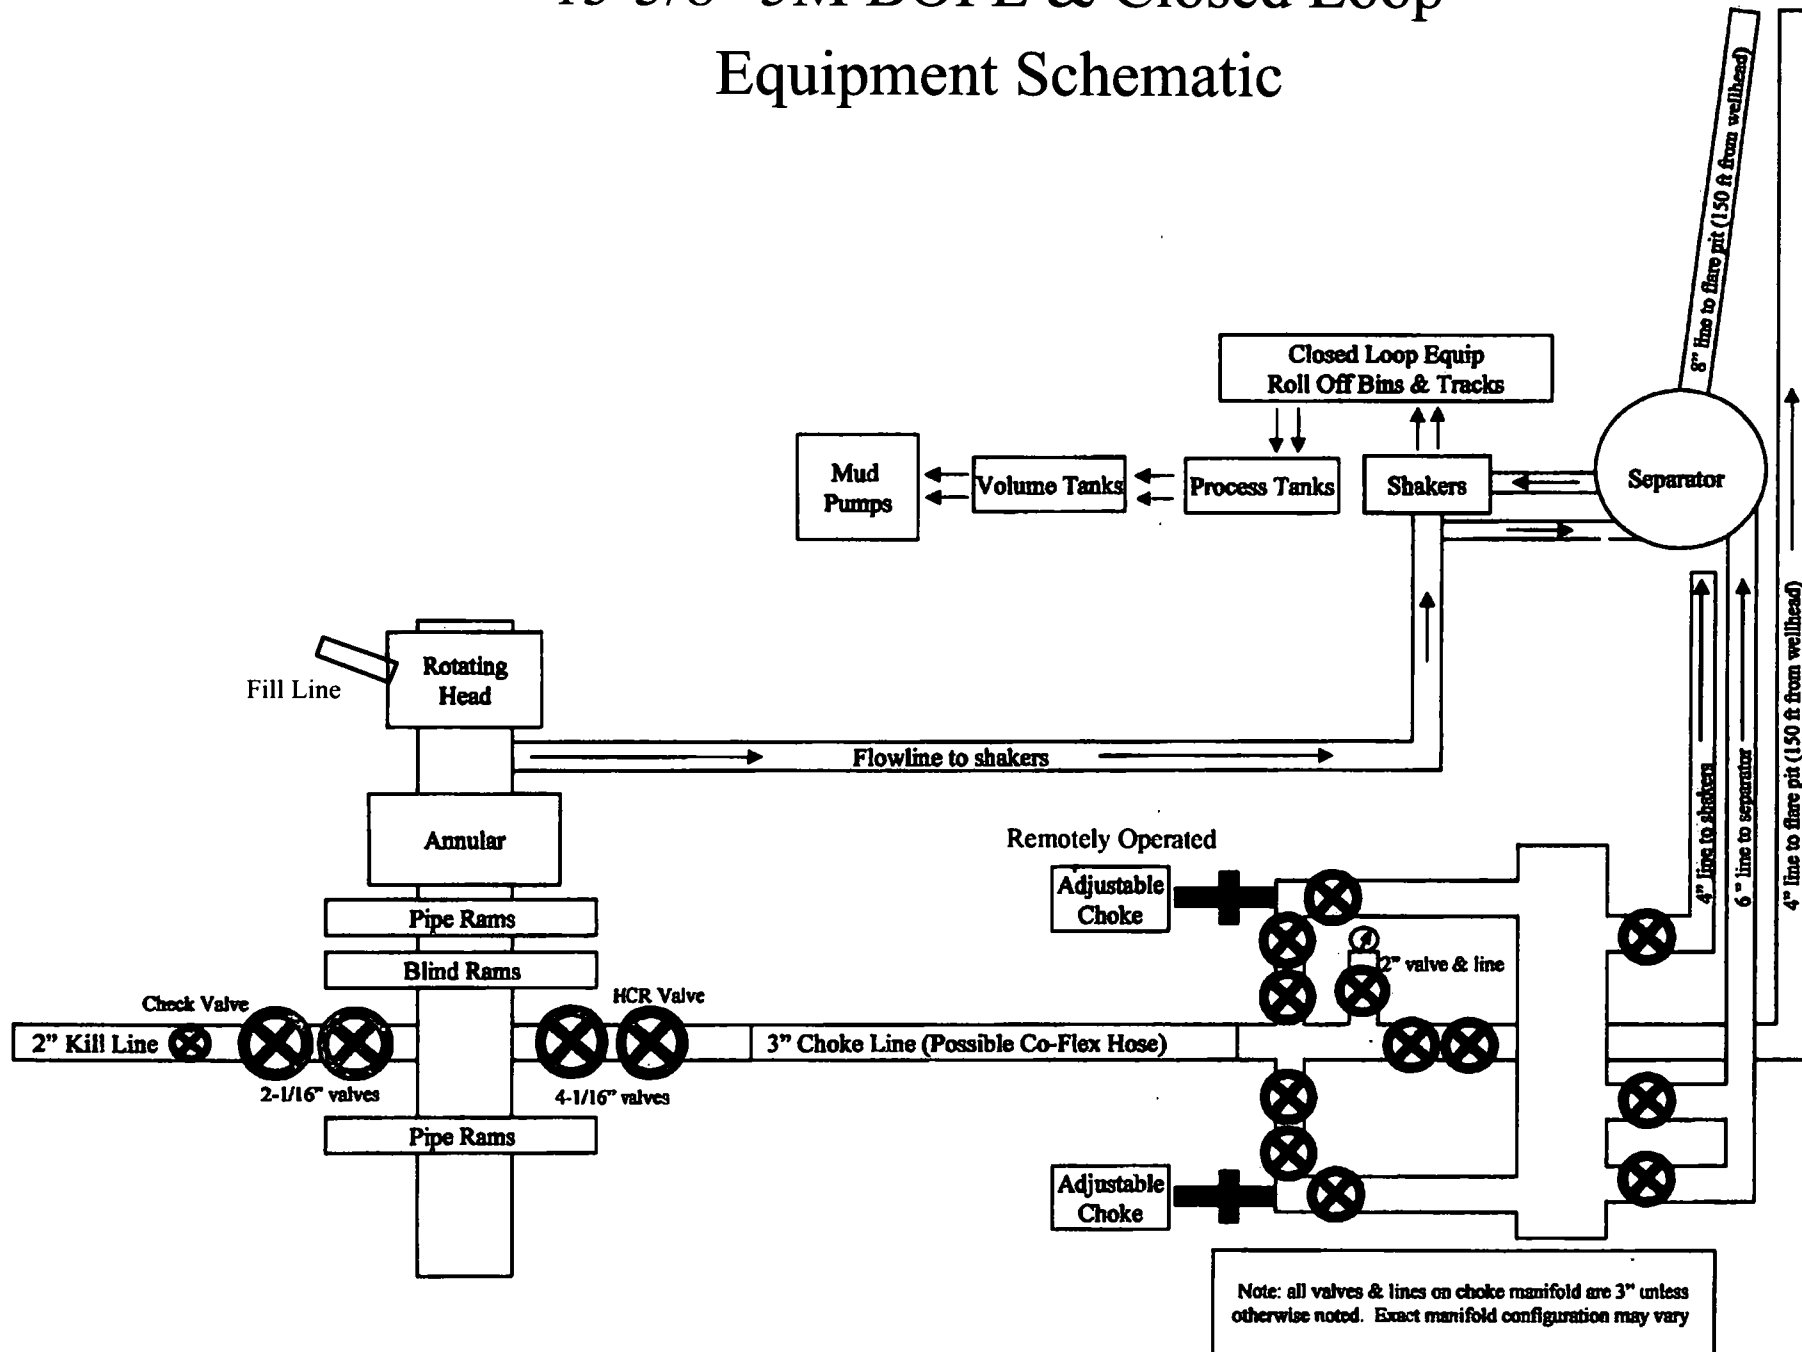 Equipment Schematic
8" line to flare pit (150 ft from wellhead)
Closed Loop Equip
Roll Off Bins & Tracks
Mud
Pumps
Volume Tanks
Process Tanks
Shakers
Separator
Rotating
Head
Fill Line
Flowline to shakers
Annular
Remotely Operated
Adjustable
Choke
4" line to shakers
6" line to separator
4" line to flare pit (150 ft from wellhead)
Pipe Rams
Blind Rams
2" valve & line
Check Valve
HCR Valve
2" Kill Line
3" Choke Line (Possible Co-Flex Hose)
2-1/16" valves
4-1/16" valves
Pipe Rams
Adjustable
Choke
Note: all valves & lines on choke manifold are 3" unless
otherwise noted. Exact manifold configuration may vary